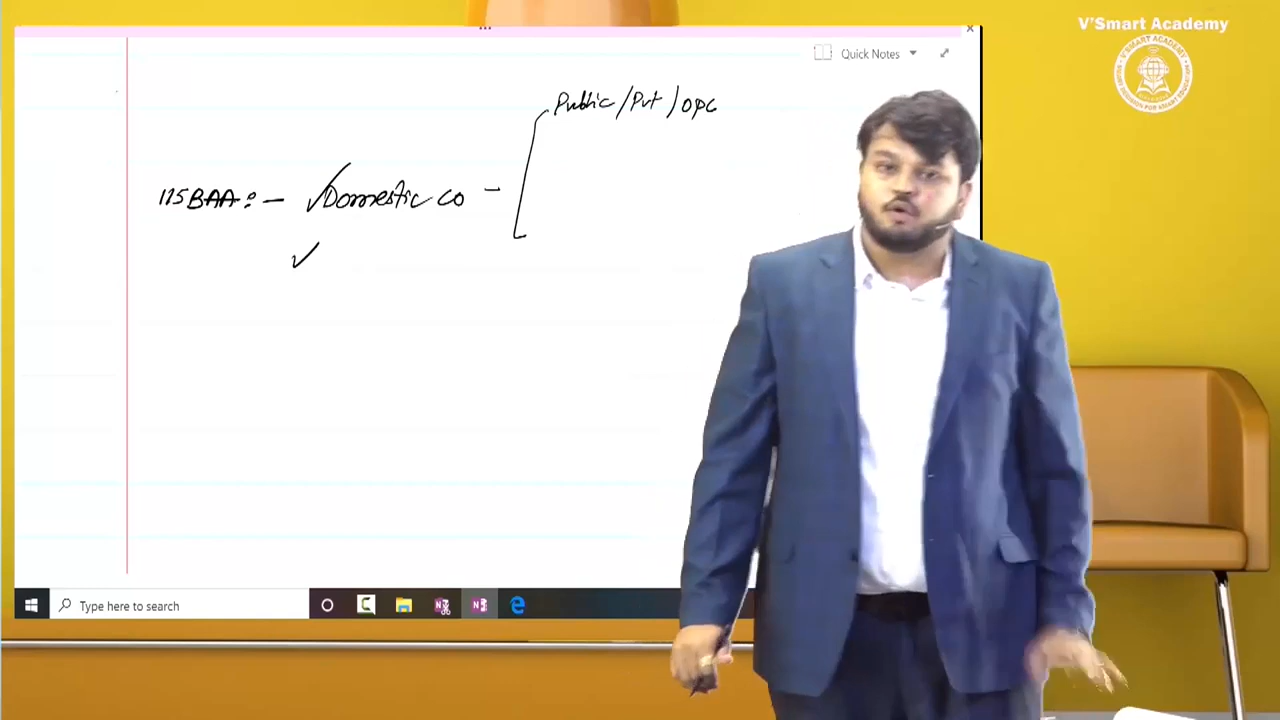 V'Smart Academy
Quick Notes
Public / Pvt / OPC
115BAA :- Domestic co -
Type here to search